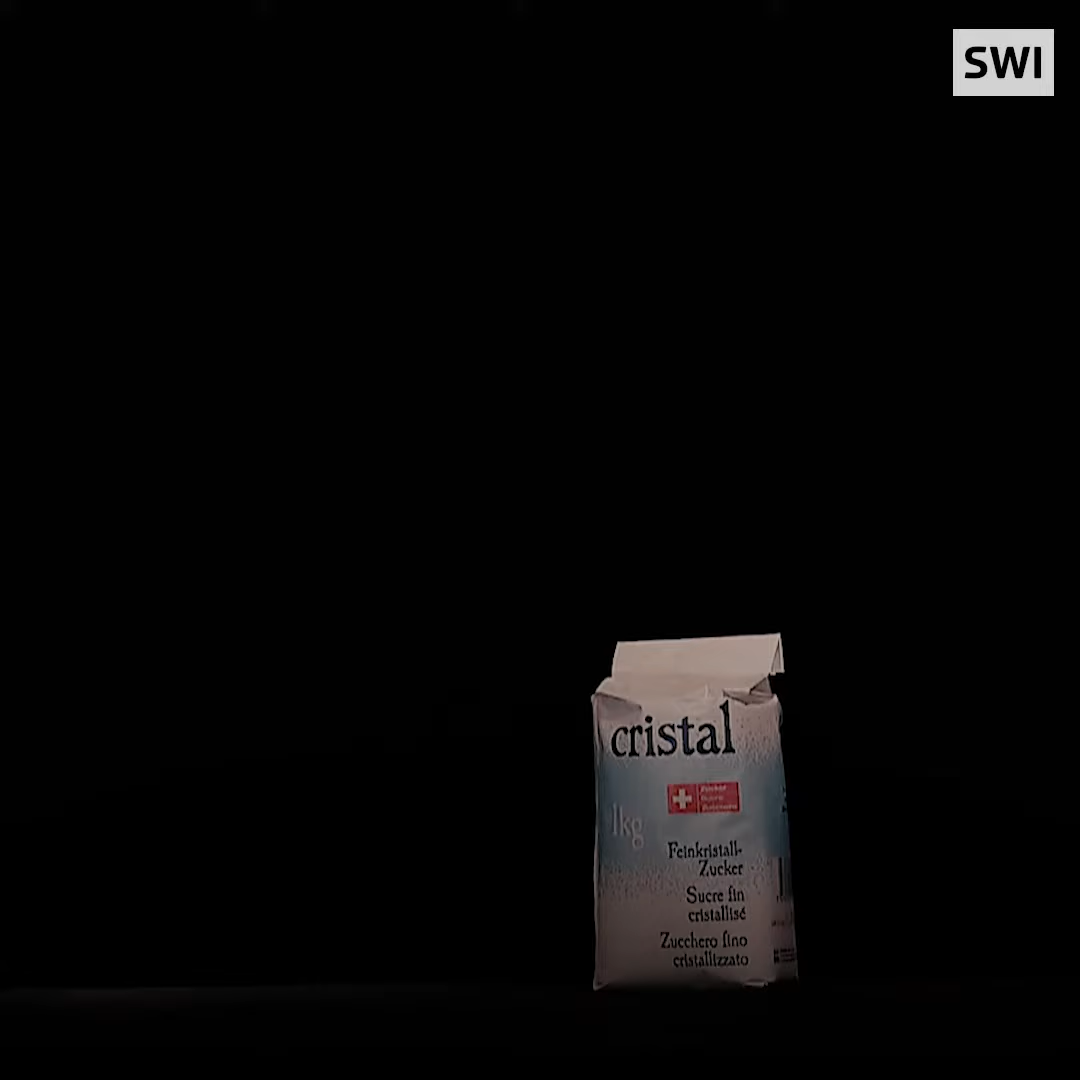 SWI
cristal
1kg
Feinkristall-
Zucker
Sucre fin
cristallisé
Zucchero fino
cristallizzato